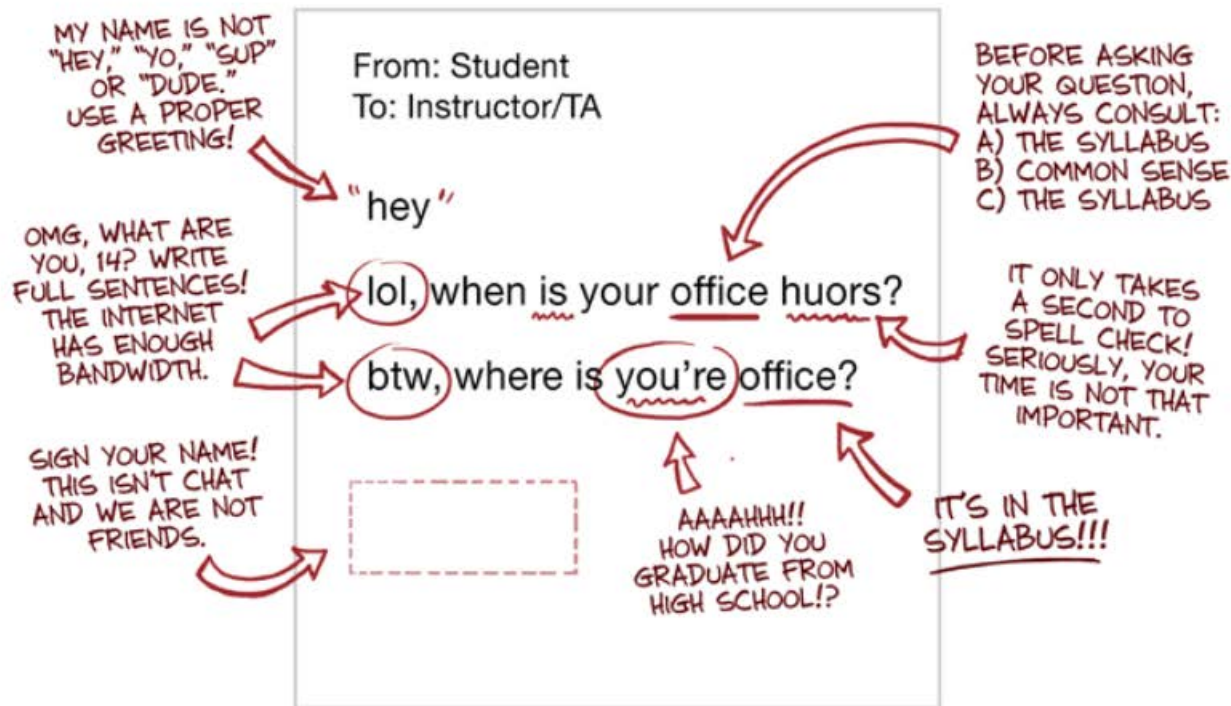 MY NAME IS NOT
"HEY," "YO," "SUP"
OR "DUDE."
USE A PROPER
GREETING!
From: Student
To: Instructor/TA
BEFORE ASKING
YOUR QUESTION,
ALWAYS CONSULT:
A) THE SYLLABUS
B) COMMON SENSE
C) THE SYLLABUS
"hey"
OMG, WHAT ARE
YOU, 14? WRITE
FULL SENTENCES!
THE INTERNET
HAS ENOUGH
BANDWIDTH.
lol, when is your office huors?
btw, where is you're office?
IT ONLY TAKES
A SECOND TO
SPELL CHECK!
SERIOUSLY, YOUR
TIME IS NOT THAT
IMPORTANT.
SIGN YOUR NAME!
THIS ISN'T CHAT
AND WE ARE NOT
FRIENDS.
AAAAHHH!!
HOW DID YOU
GRADUATE FROM
HIGH SCHOOL!?
IT'S IN THE
SYLLABUS!!!